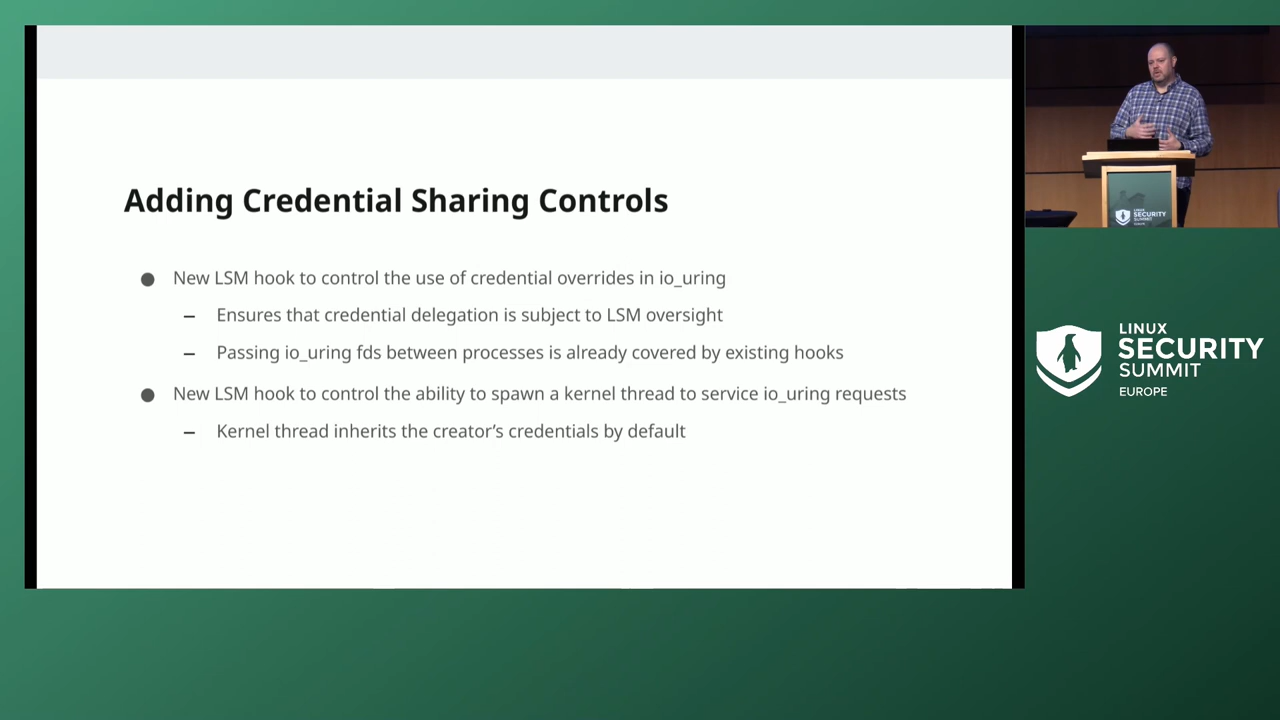 Adding Credential Sharing Controls
● New LSM hook to control the use of credential overrides in io_uring
– Ensures that credential delegation is subject to LSM oversight
– Passing io_uring fds between processes is already covered by existing hooks
● New LSM hook to control the ability to spawn a kernel thread to service io_uring requests
– Kernel thread inherits the creator’s credentials by default
LINUX
SECURITY
SUMMIT
LINUX
SECURITY
SUMMIT
EUROPE